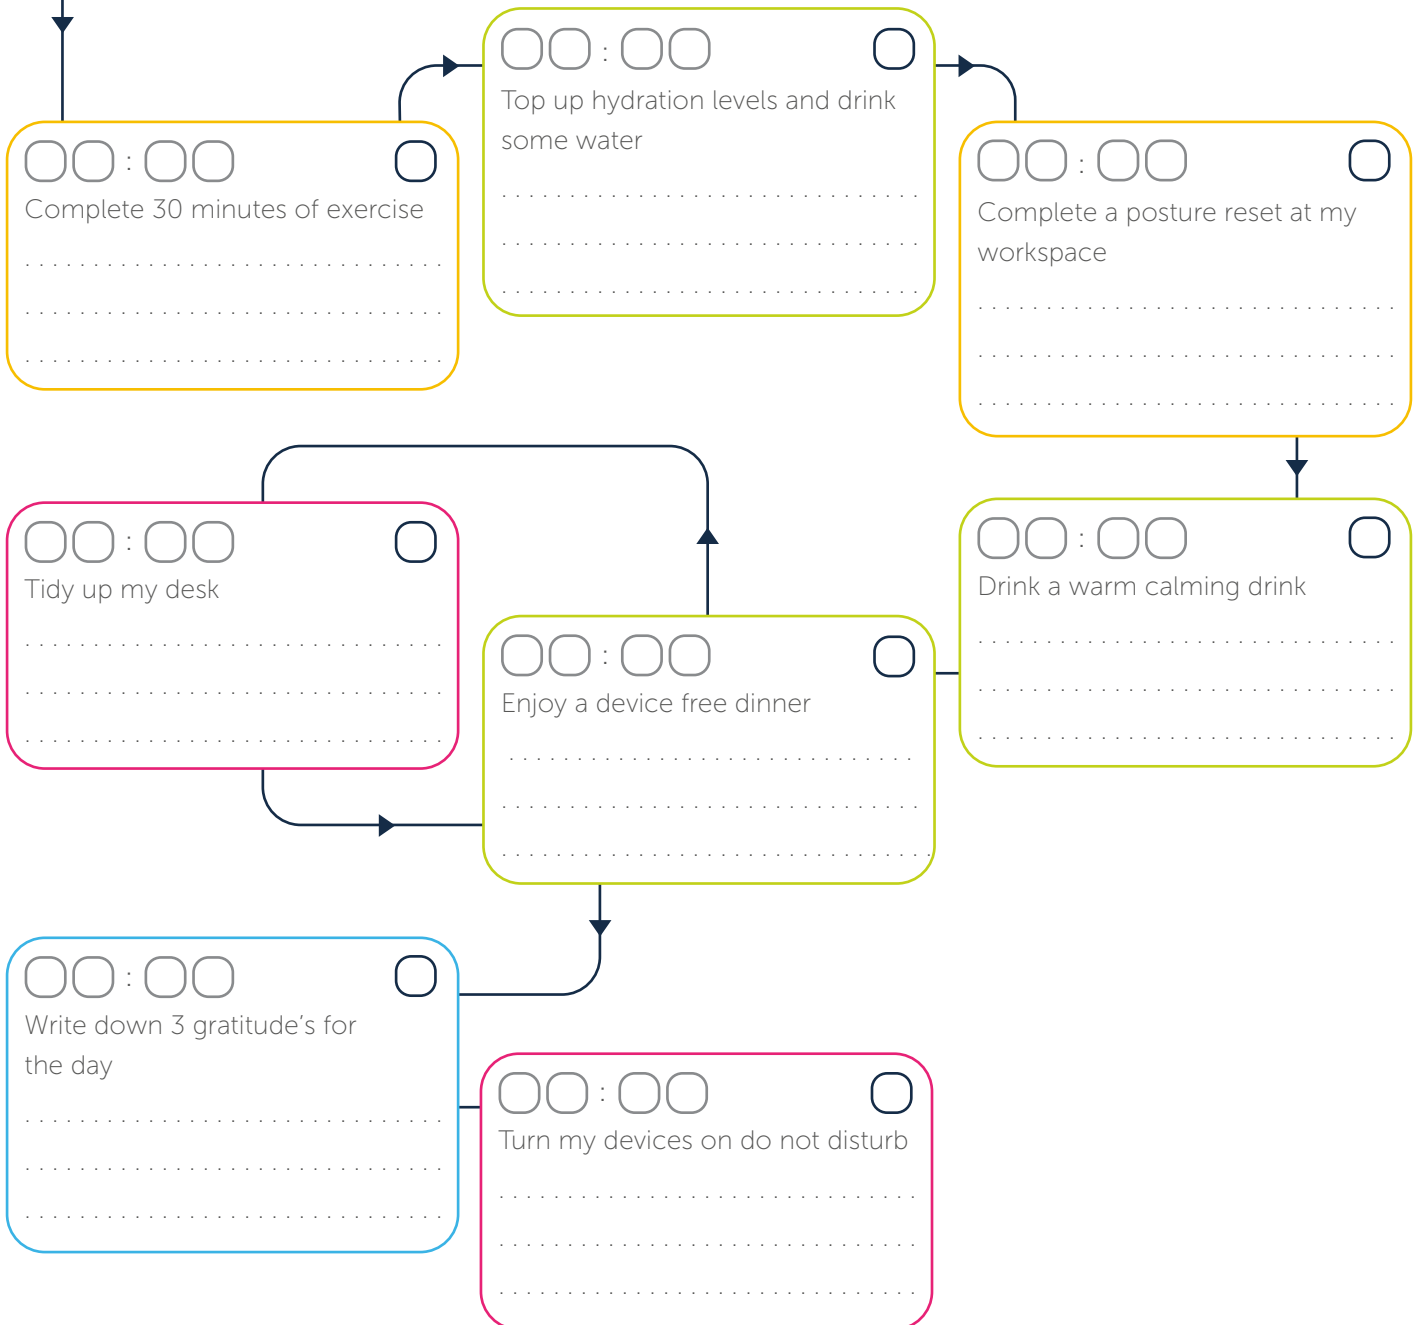 :
Complete 30 minutes of exercise
:
Top up hydration levels and drink
some water
:
Complete a posture reset at my
workspace
:
Drink a warm calming drink
:
Enjoy a device free dinner
:
Tidy up my desk
:
Write down 3 gratitude's for
the day
:
Turn my devices on do not disturb